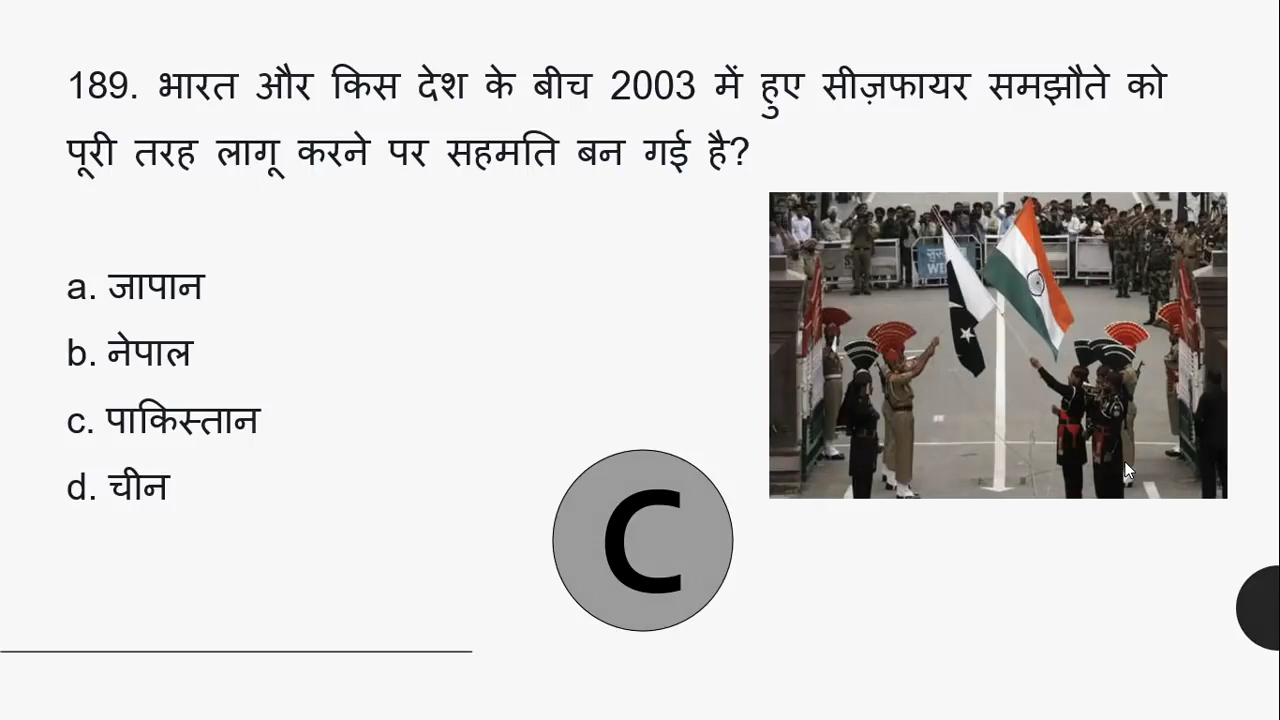 189. भारत और किस देश के बीच 2003 में हुए सीज़फायर समझौते को
पूरी तरह लागू करने पर सहमति बन गई है?
a. जापान
b. नेपाल
c. पाकिस्तान
d. चीन
C